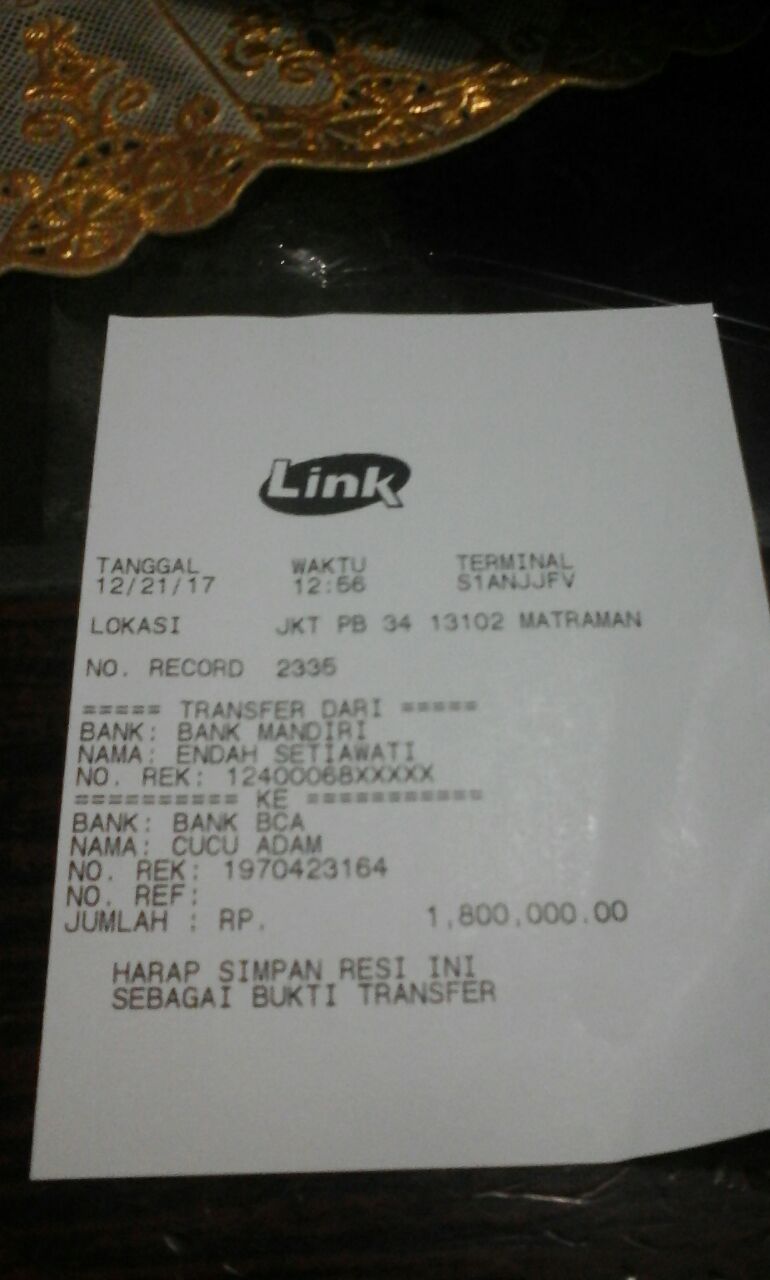 Link
TANGGAL WAKTU TERMINAL
12/21/17 12:56 S1ANJJFV
LOKASI JKT PB 34 13102 MATRAMAN
NO. RECORD 2335
===== TRANSFER DARI =====
BANK: BANK MANDIRI
NAMA: ENDAH SETIAWATI
NO. REK: 12400068XXXXX
========== KE ===========
BANK: BANK BCA
NAMA: CUCU ADAM
NO. REK: 1970423164
NO. REF:
JUMLAH : RP. 1,800,000.00
HARAP SIMPAN RESI INI
SEBAGAI BUKTI TRANSFER